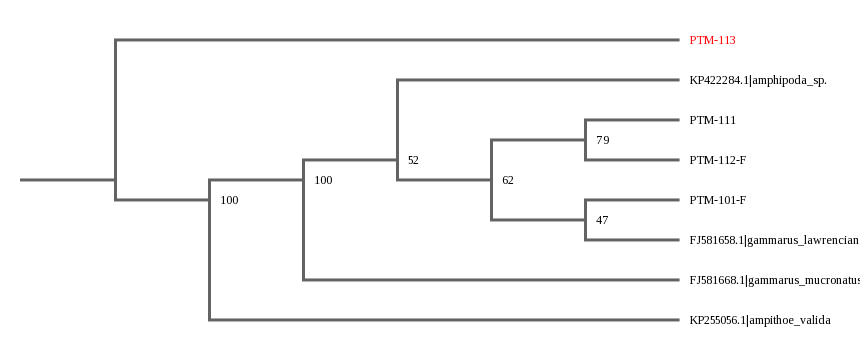 PTM-113
KP422284.1|amphipoda_sp.
PTM-111
79
PTM-112-F
52
62
100
100
PTM-101-F
47
FJ581658.1|gammarus_lawrencian
FJ581668.1|gammarus_mucronatus
KP255056.1|ampithoe_valida